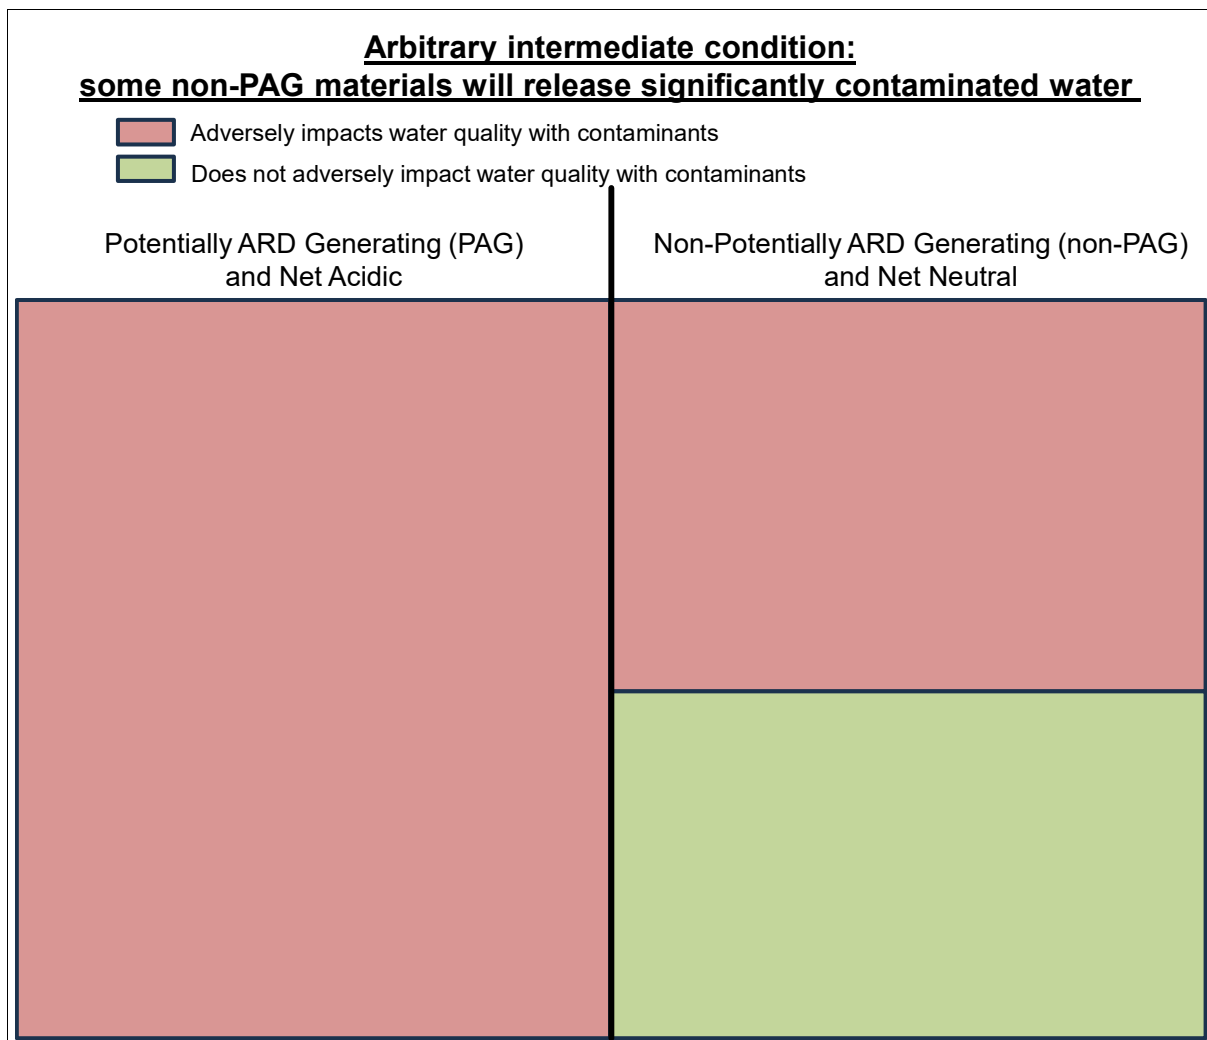 Arbitrary intermediate condition:
some non-PAG materials will release significantly contaminated water
Adversely impacts water quality with contaminants
Does not adversely impact water quality with contaminants
Potentially ARD Generating (PAG)
and Net Acidic
Non-Potentially ARD Generating (non-PAG)
and Net Neutral